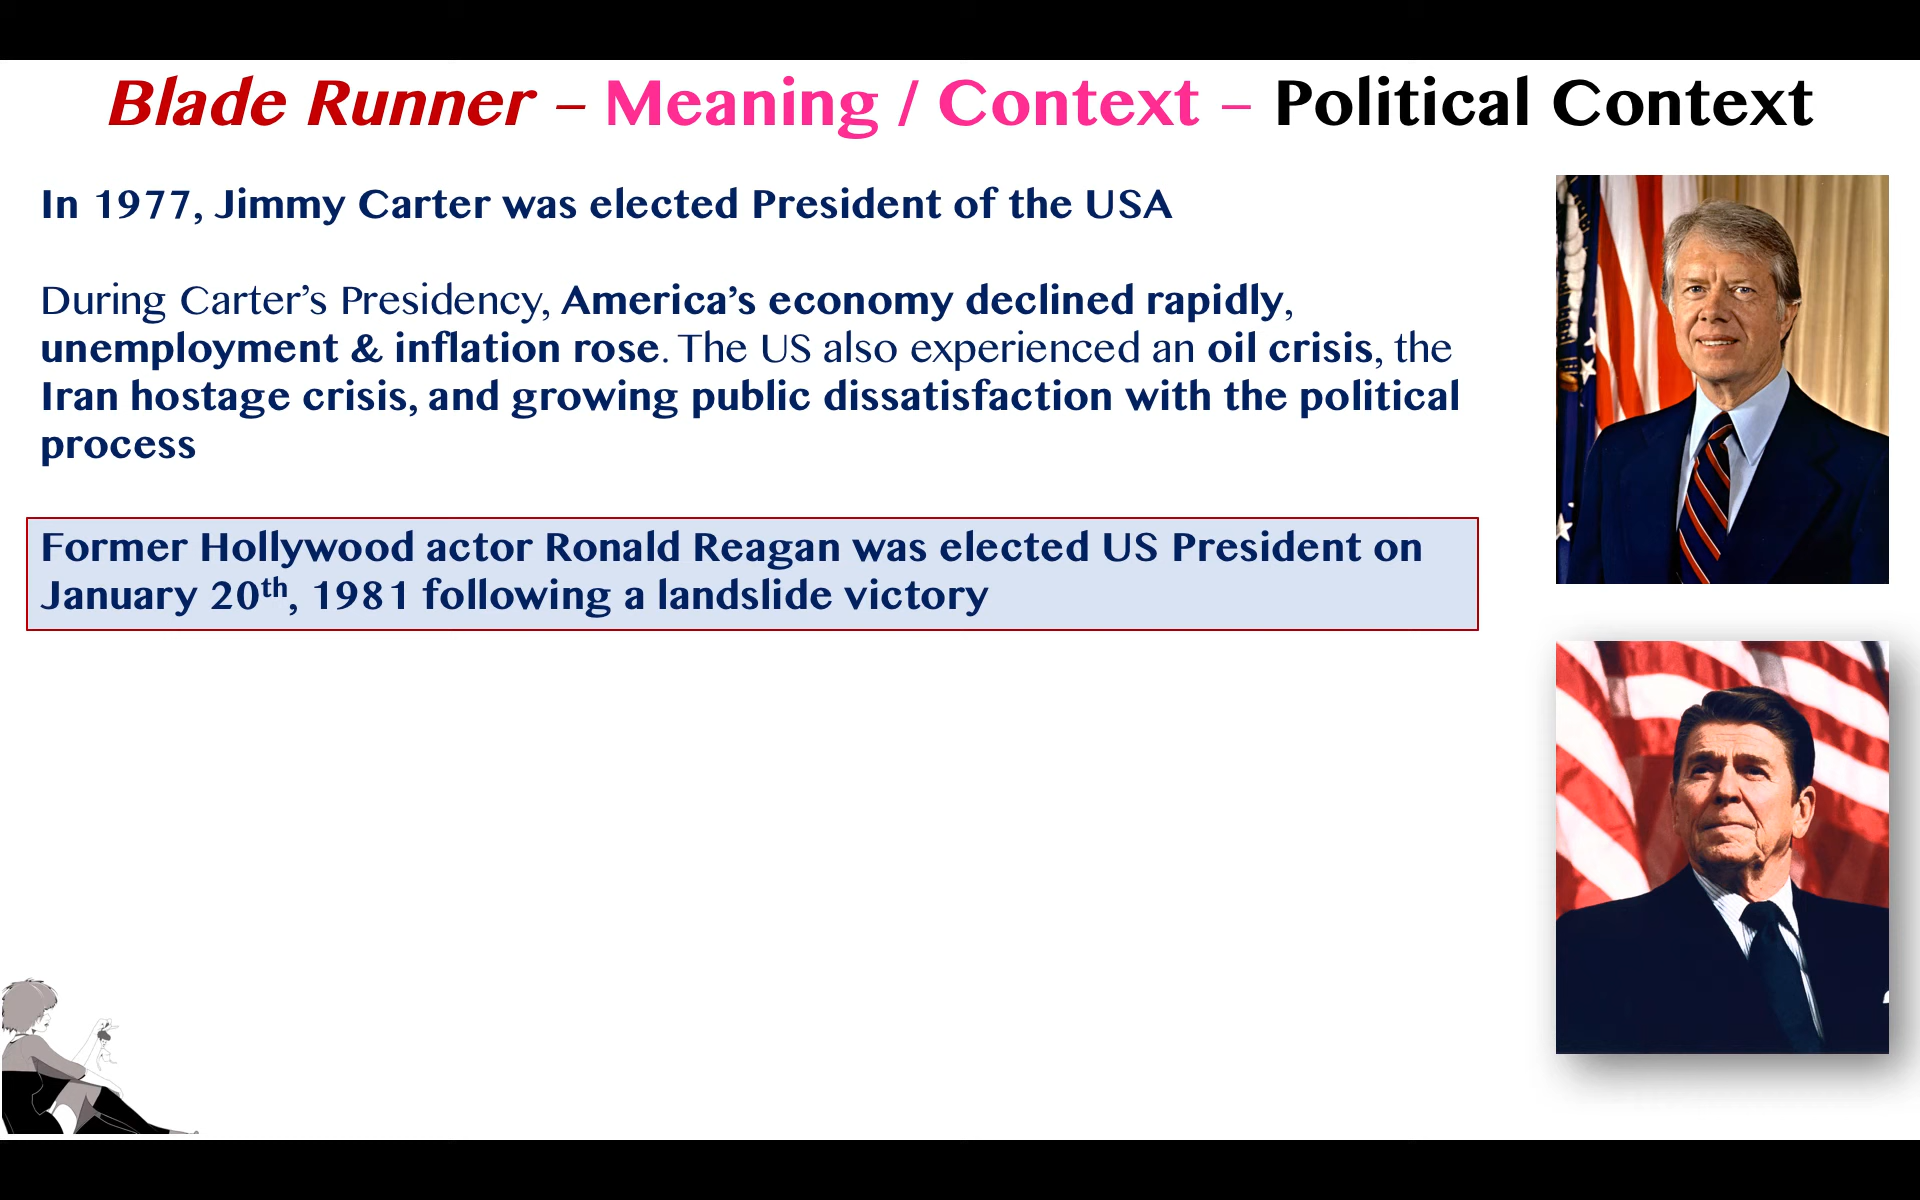 Blade Runner – Meaning / Context – Political Context
In 1977, Jimmy Carter was elected President of the USA
During Carter’s Presidency, America’s economy declined rapidly,
unemployment & inflation rose. The US also experienced an oil crisis, the
Iran hostage crisis, and growing public dissatisfaction with the political
process
Former Hollywood actor Ronald Reagan was elected US President on
January 20th, 1981 following a landslide victory